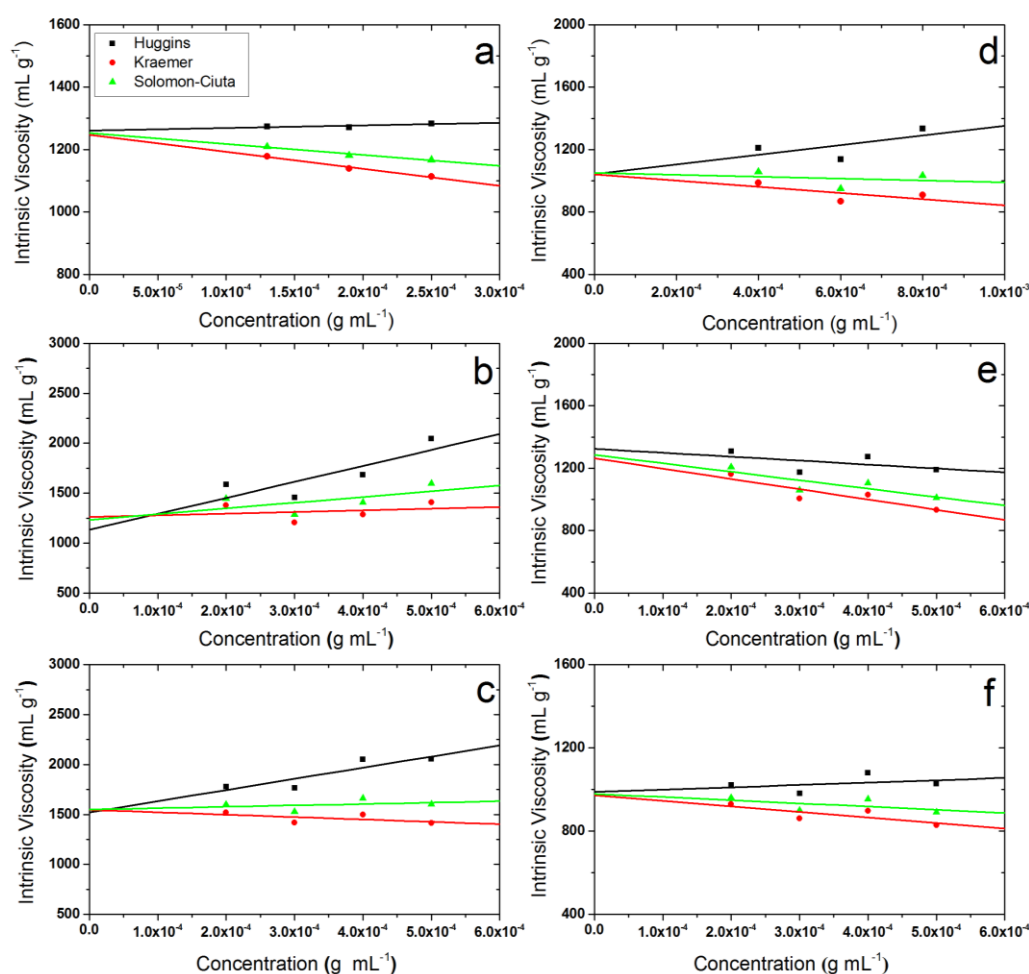 Intrinsic Viscosity (mL g⁻¹)
1600
1400
1200
1000
800
Huggins
Kraemer
Solomon-Ciuta
a
0.0 5.0x10⁻⁵ 1.0x10⁻⁴ 1.5x10⁻⁴ 2.0x10⁻⁴ 2.5x10⁻⁴ 3.0x10⁻⁴
Concentration (g mL⁻¹)
Intrinsic Viscosity (mL g⁻¹)
2000
1600
1200
800
400
d
0.0 2.0x10⁻⁴ 4.0x10⁻⁴ 6.0x10⁻⁴ 8.0x10⁻⁴ 1.0x10⁻³
Concentration (g mL⁻¹)
Intrinsic Viscosity (mL g⁻¹)
3000
2500
2000
1500
1000
500
b
0.0 1.0x10⁻⁴ 2.0x10⁻⁴ 3.0x10⁻⁴ 4.0x10⁻⁴ 5.0x10⁻⁴ 6.0x10⁻⁴
Concentration (g mL⁻¹)
Intrinsic Viscosity (mL g⁻¹)
2000
1600
1200
800
400
e
0.0 1.0x10⁻⁴ 2.0x10⁻⁴ 3.0x10⁻⁴ 4.0x10⁻⁴ 5.0x10⁻⁴ 6.0x10⁻⁴
Concentration (g mL⁻¹)
Intrinsic Viscosity (mL g⁻¹)
3000
2500
2000
1500
1000
500
c
0.0 1.0x10⁻⁴ 2.0x10⁻⁴ 3.0x10⁻⁴ 4.0x10⁻⁴ 5.0x10⁻⁴ 6.0x10⁻⁴
Concentration (g mL⁻¹)
Intrinsic Viscosity (mL g⁻¹)
1600
1200
800
400
f
0.0 1.0x10⁻⁴ 2.0x10⁻⁴ 3.0x10⁻⁴ 4.0x10⁻⁴ 5.0x10⁻⁴ 6.0x10⁻⁴
Concentration (g mL⁻¹)